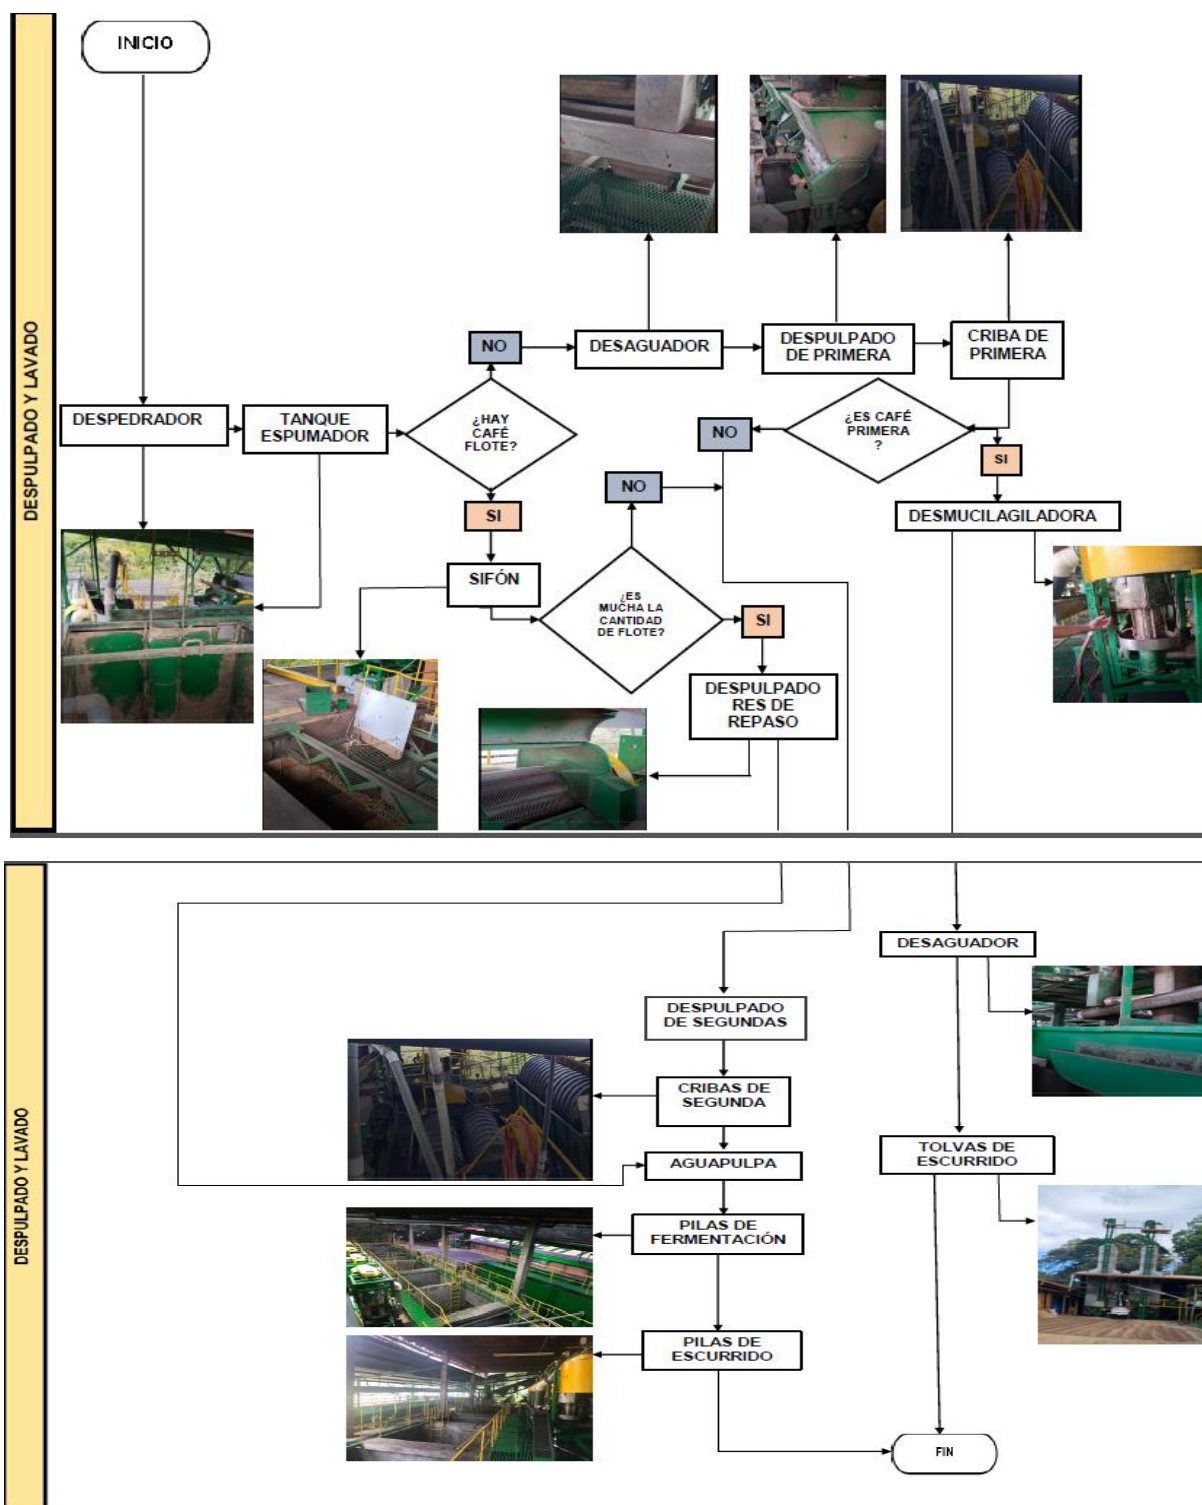 DESPULPADO Y LAVADO
INICIO
NO
DESAGUADOR
DESPULPADO
DE PRIMERA
CRIBA DE
PRIMERA
DESPEDRADOR
TANQUE
ESPUMADOR
¿HAY
CAFÉ
FLOTE?
NO
¿ES CAFÉ
PRIMERA
?
SI
SI
NO
DESMUCILAGILADORA
SIFÓN
¿ES
MUCHA LA
CANTIDAD
DE FLOTE?
SI
DESPULPADO
RES DE
REPASO
DESPULPADO Y LAVADO
DESAGUADOR
DESPULPADO
DE SEGUNDAS
CRIBAS DE
SEGUNDA
TOLVAS DE
ESCURRIDO
AGUAPULPA
PILAS DE
FERMENTACIÓN
PILAS DE
ESCURRIDO
FIN